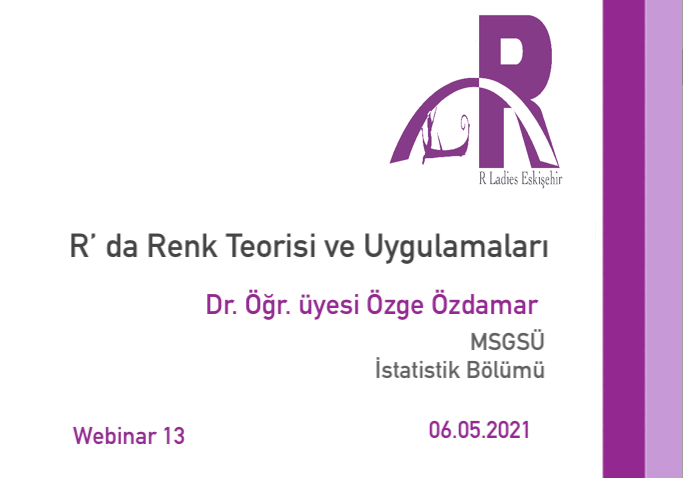 R
R Ladies Eskişehir
R' da Renk Teorisi ve Uygulamaları
Dr. Öğr. üyesi Özge Özdamar
MSGSÜ
İstatistik Bölümü
Webinar 13
06.05.2021